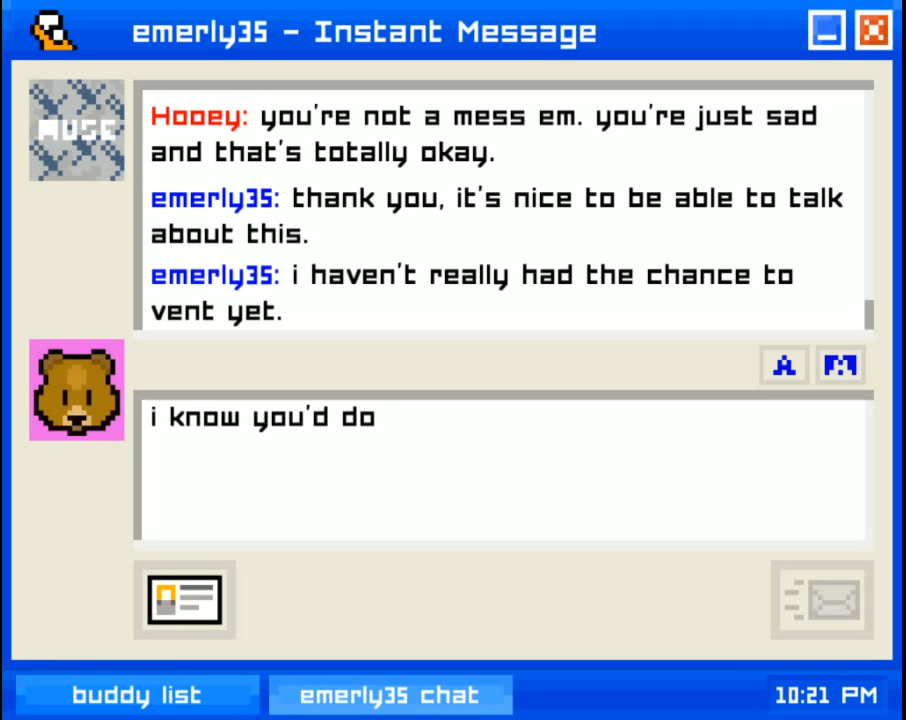 emerly35 - Instant Message
MUSE
Hooey: you're not a mess em. you're just sad
and that's totally okay.
emerly35: thank you, it's nice to be able to talk
about this.
emerly35: i haven't really had the chance to
vent yet.
A
i know you'd do
buddy list
emerly35 chat
10:21 PM